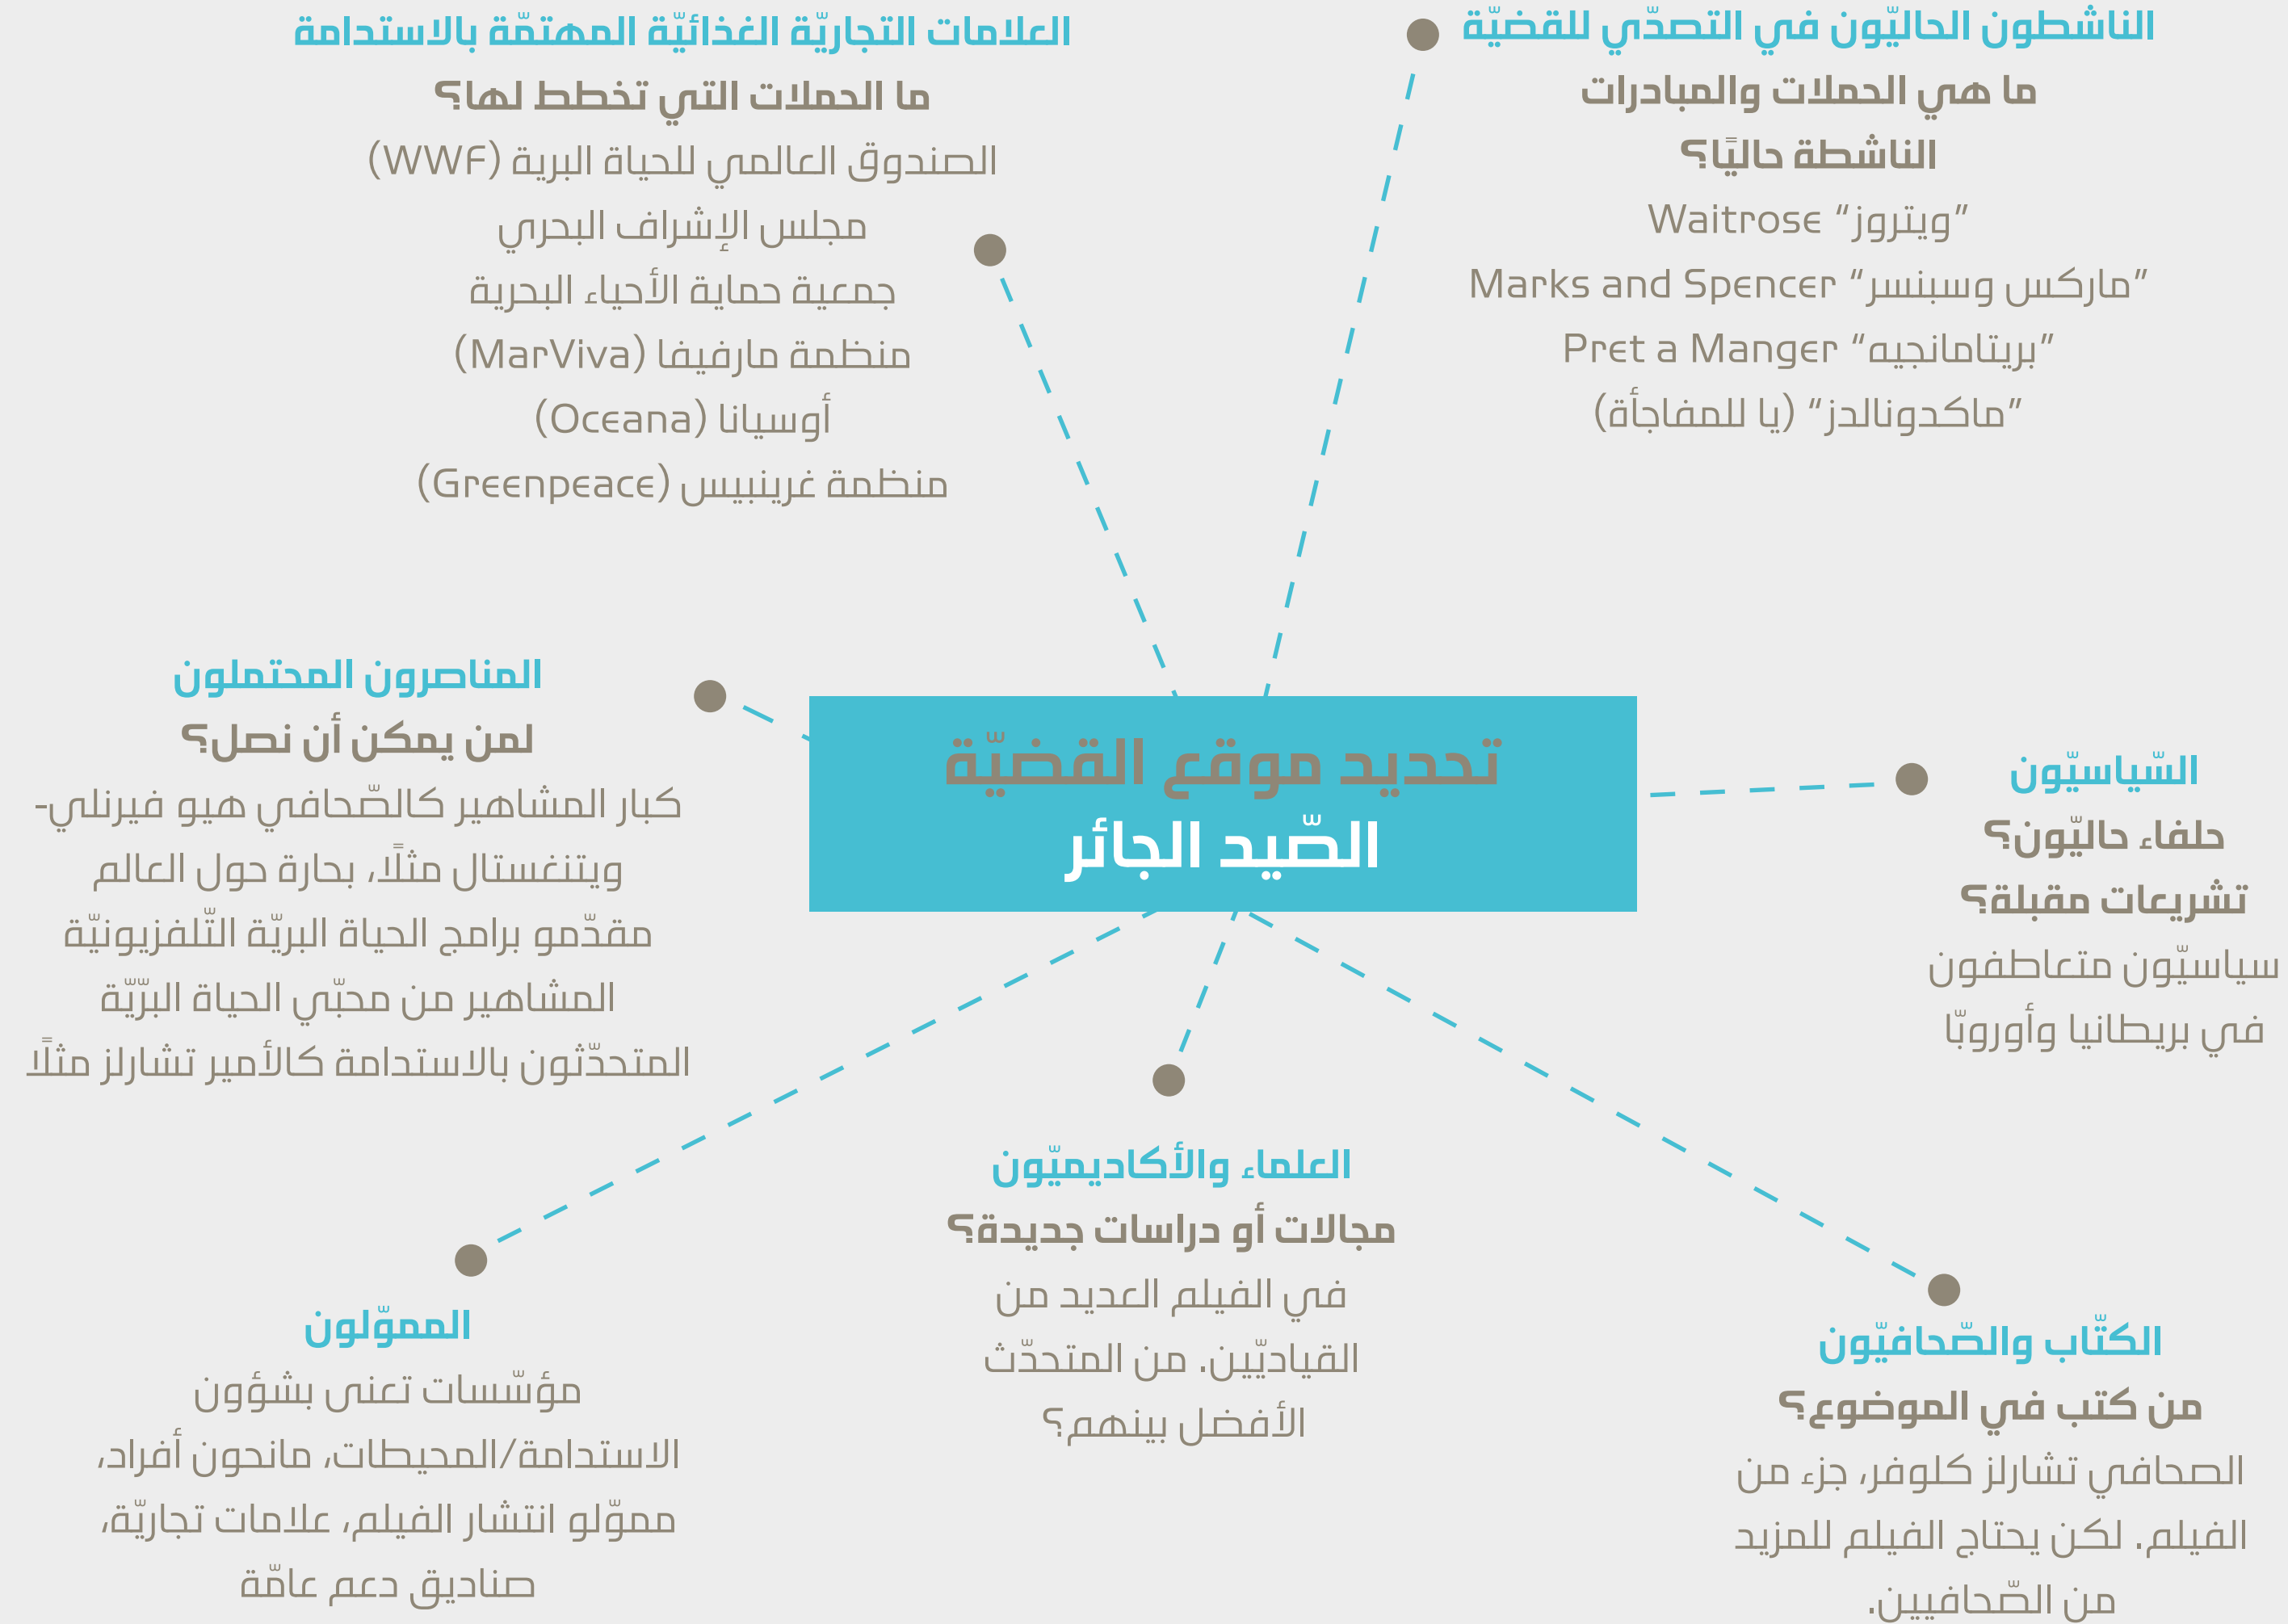 الناشطون الحاليّون في التصدّي للقضيّة
ما هي الحملات والمبادرات
الناشطة حاليًا؟
”ويتروز“ Waitrose
”ماركس وسبنسر“ Marks and Spencer
”بريتامانجيه“ Pret a Manger
”ماكدونالدز“ (يا للمفاجأة)
العلامات التجاريّة الغذائيّة المهتمّة بالاستدامة
ما الحملات التي تخطط لها؟
الصندوق العالمي للحياة البرية (WWF)
مجلس الإشراف البحري
جمعية حماية الأحياء البحرية
منظمة مارفيفا (MarViva)
أوسيانا (Oceana)
منظمة غرينبيس (Greenpeace)
تحديد موقع القضيّة
الصّيد الجائر
السّياسيّون
حلفاء حاليّون؟
تشريعات مقبلة؟
سياسيّون متعاطفون
في بريطانيا وأوروبّا
المناصرون المحتملون
لمن يمكن أن نصل؟
كبار المشاهير كالصّحافي هيو فيرنلي-
ويتنغستال مثلًا، بحارة حول العالم
مقدّمو برامج الحياة البريّة التّلفزيونيّة
المشاهير من محبّي الحياة البرّيّة
المتحدّثون بالاستدامة كالأمير تشارلز مثلًا
الكتّاب والصّحافيّون
من كتب في الموضوع؟
الصحافي تشارلز كلوفر، جزء من
الفيلم. لكن يحتاج الفيلم للمزيد
من الصّحافيين.
العلماء والأكاديميّون
مجالات أو دراسات جديدة؟
في الفيلم العديد من
القياديّين. من المتحدّث
الأفضل بينهم؟
المموّلون
مؤسّسات تعنى بشؤون
الاستدامة/المحيطات، مانحون أفراد،
مموّلو انتشار الفيلم، علامات تجاريّة،
صناديق دعم عامّة